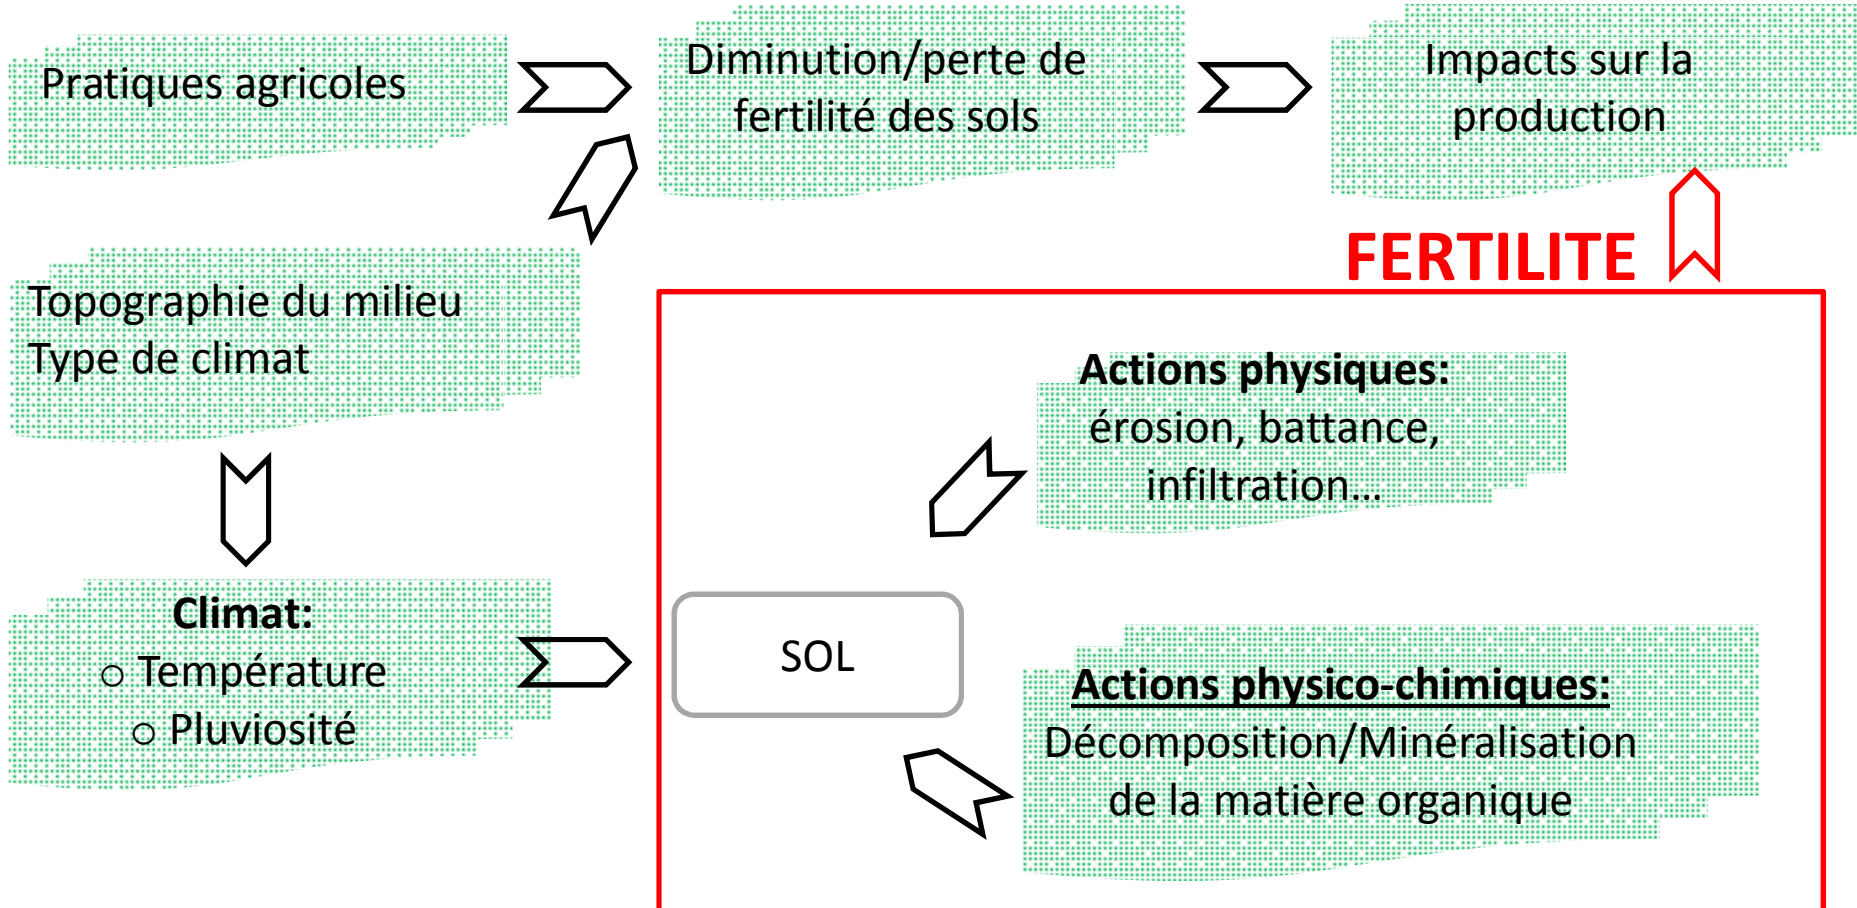 Pratiques agricoles
Diminution/perte de
fertilité des sols
Impacts sur la
production
FERTILITE
Topographie du milieu
Type de climat
Actions physiques:
érosion, battance,
infiltration...
Climat:
o Température
o Pluviosité
SOL
Actions physico-chimiques:
Décomposition/Minéralisation
de la matière organique